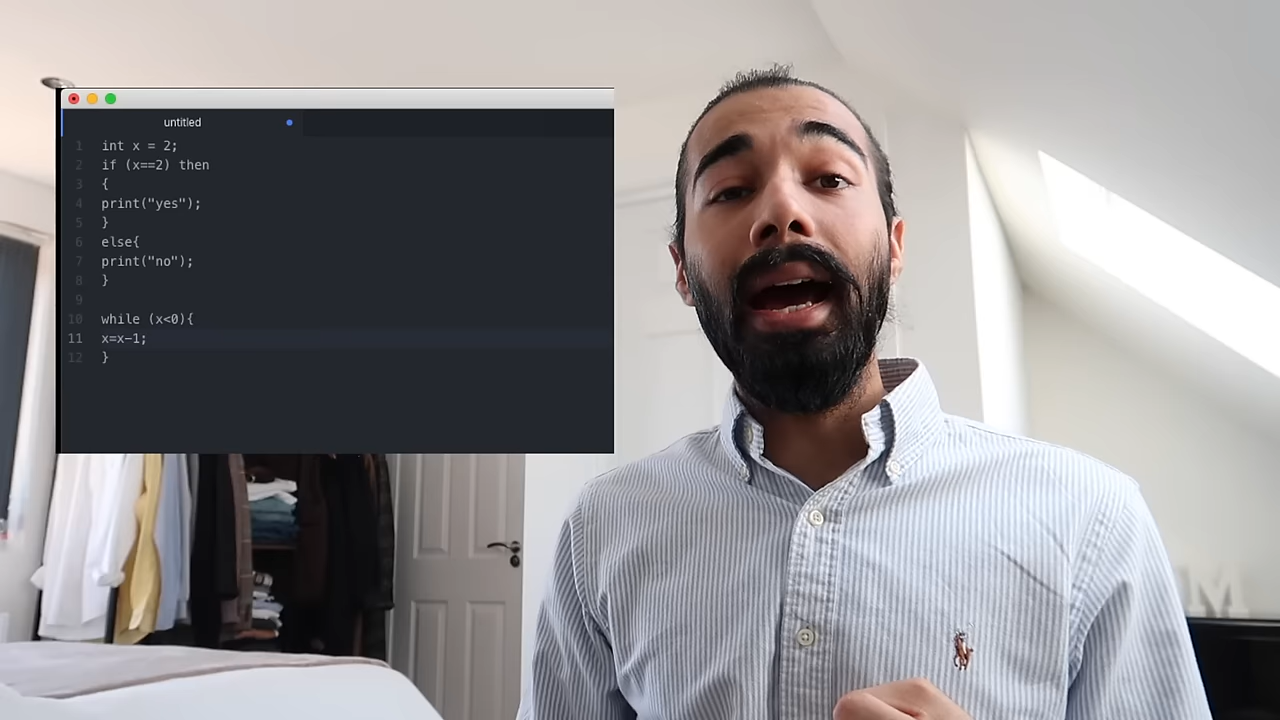 untitled
1 int x = 2;
2 if (x==2) then
3 {
4 print("yes");
5 }
6 else{
7 print("no");
8 }
9
10 while (x<0){
11 x=x-1;
12 }
M